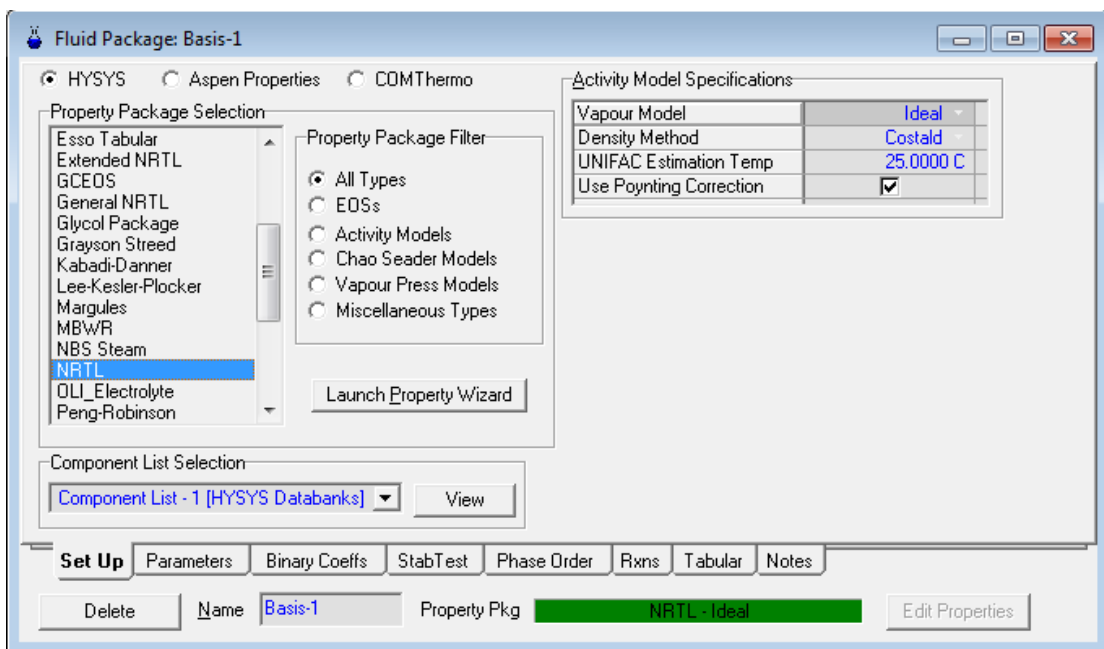 Fluid Package: Basis-1
HYSYS Aspen Properties COMThermo
Property Package Selection
Esso Tabular
Extended NRTL
GCEOS
General NRTL
Glycol Package
Grayson Streed
Kabadi-Danner
Lee-Kesler-Plocker
Margules
MBWR
NBS Steam
NRTL
OLI_Electrolyte
Peng-Robinson
Property Package Filter
All Types
EOSs
Activity Models
Chao Seader Models
Vapour Press Models
Miscellaneous Types
Launch Property Wizard
Activity Model Specifications
Vapour Model Ideal
Density Method Costald
UNIFAC Estimation Temp 25.0000 C
Use Poynting Correction
Component List Selection
Component List - 1 [HYSYS Databanks] View
Set Up Parameters Binary Coeffs StabTest Phase Order Rxns Tabular Notes
Delete Name Basis-1 Property Pkg NRTL - Ideal Edit Properties